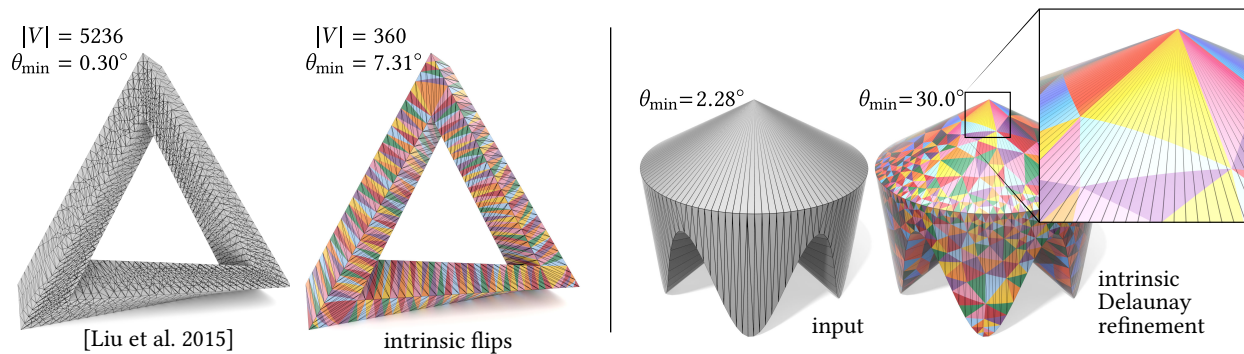 |V| = 5236
θmin = 0.30°
[Liu et al. 2015]
|V| = 360
θmin = 7.31°
intrinsic flips
θmin=2.28°
input
θmin=30.0°
intrinsic
Delaunay
refinement